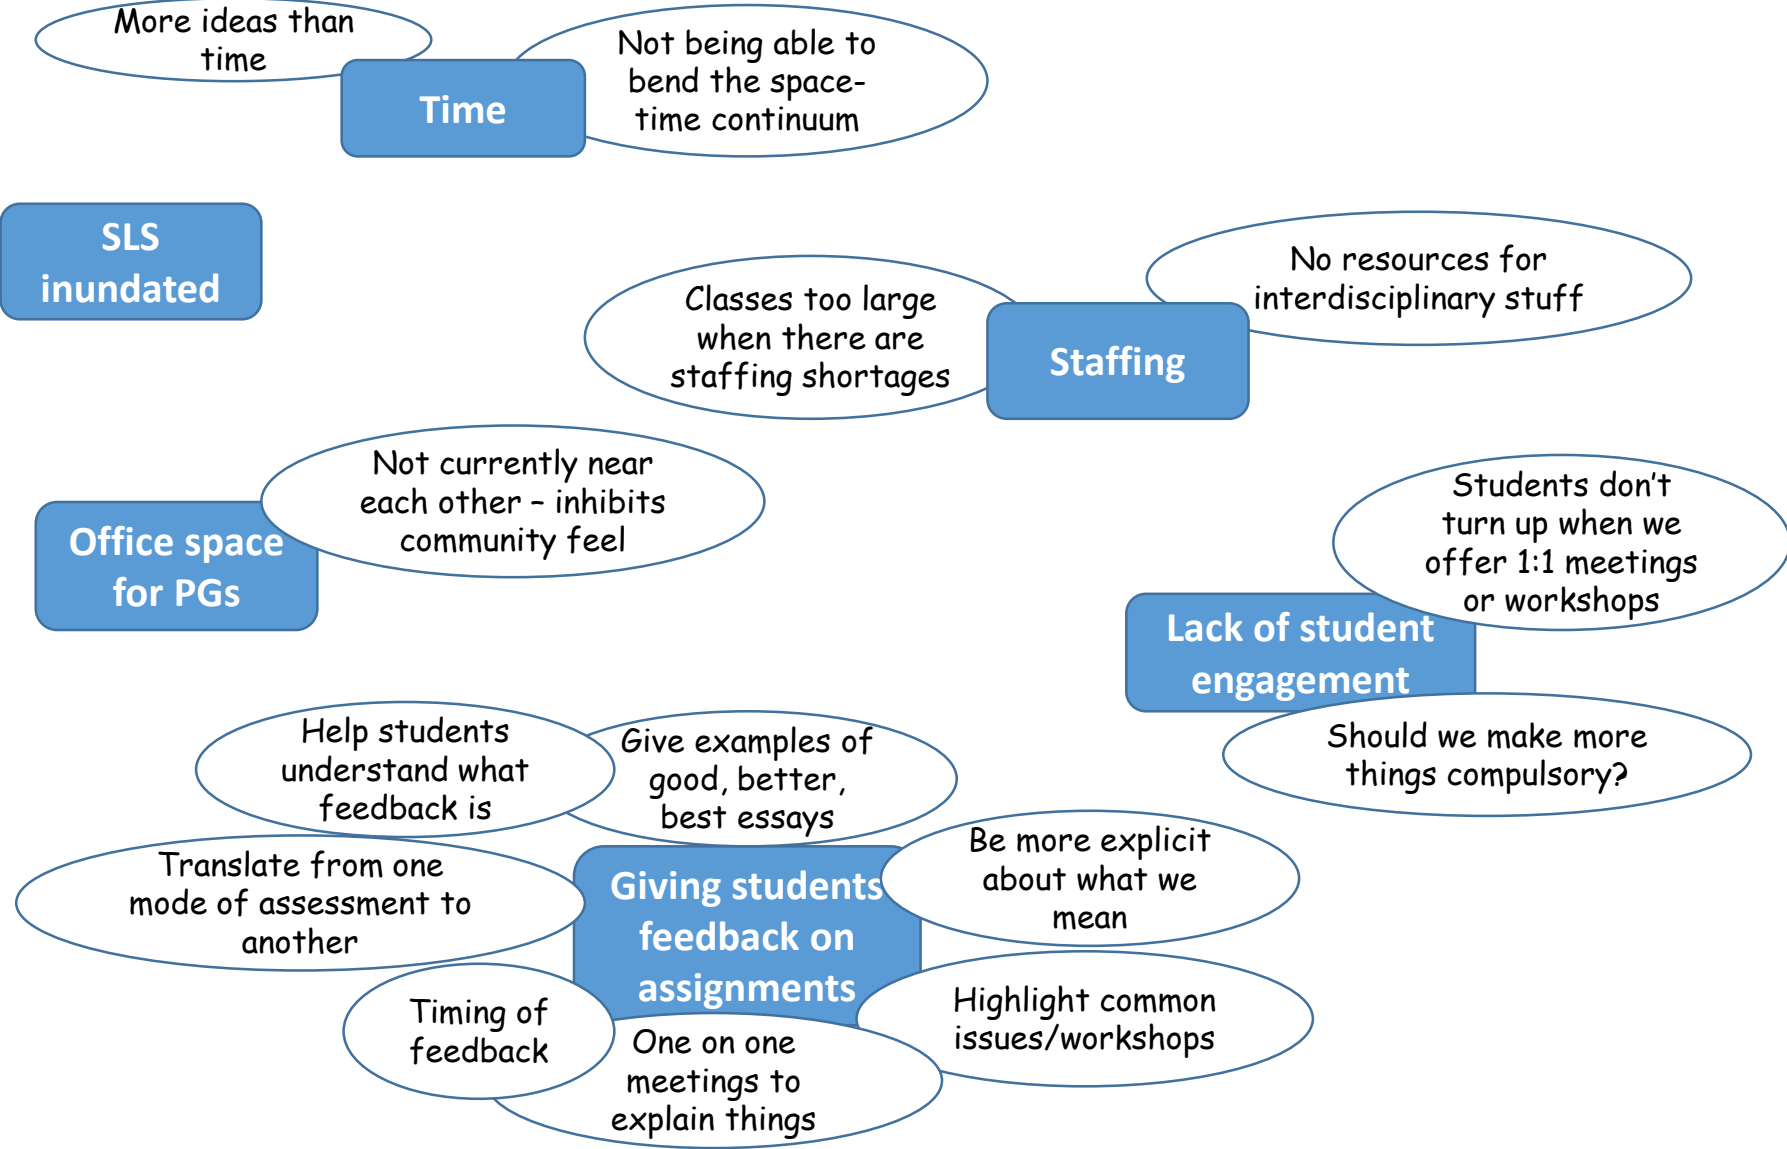 More ideas than
time
Time
Not being able to
bend the space-
time continuum
SLS
inundated
Classes too large
when there are
staffing shortages
Staffing
No resources for
interdisciplinary stuff
Office space
for PGs
Not currently near
each other – inhibits
community feel
Students don't
turn up when we
offer 1:1 meetings
or workshops
Lack of student
engagement
Should we make more
things compulsory?
Help students
understand what
feedback is
Give examples of
good, better,
best essays
Translate from one
mode of assessment to
another
Giving students
feedback on
assignments
Be more explicit
about what we
mean
Timing of
feedback
One on one
meetings to
explain things
Highlight common
issues/workshops